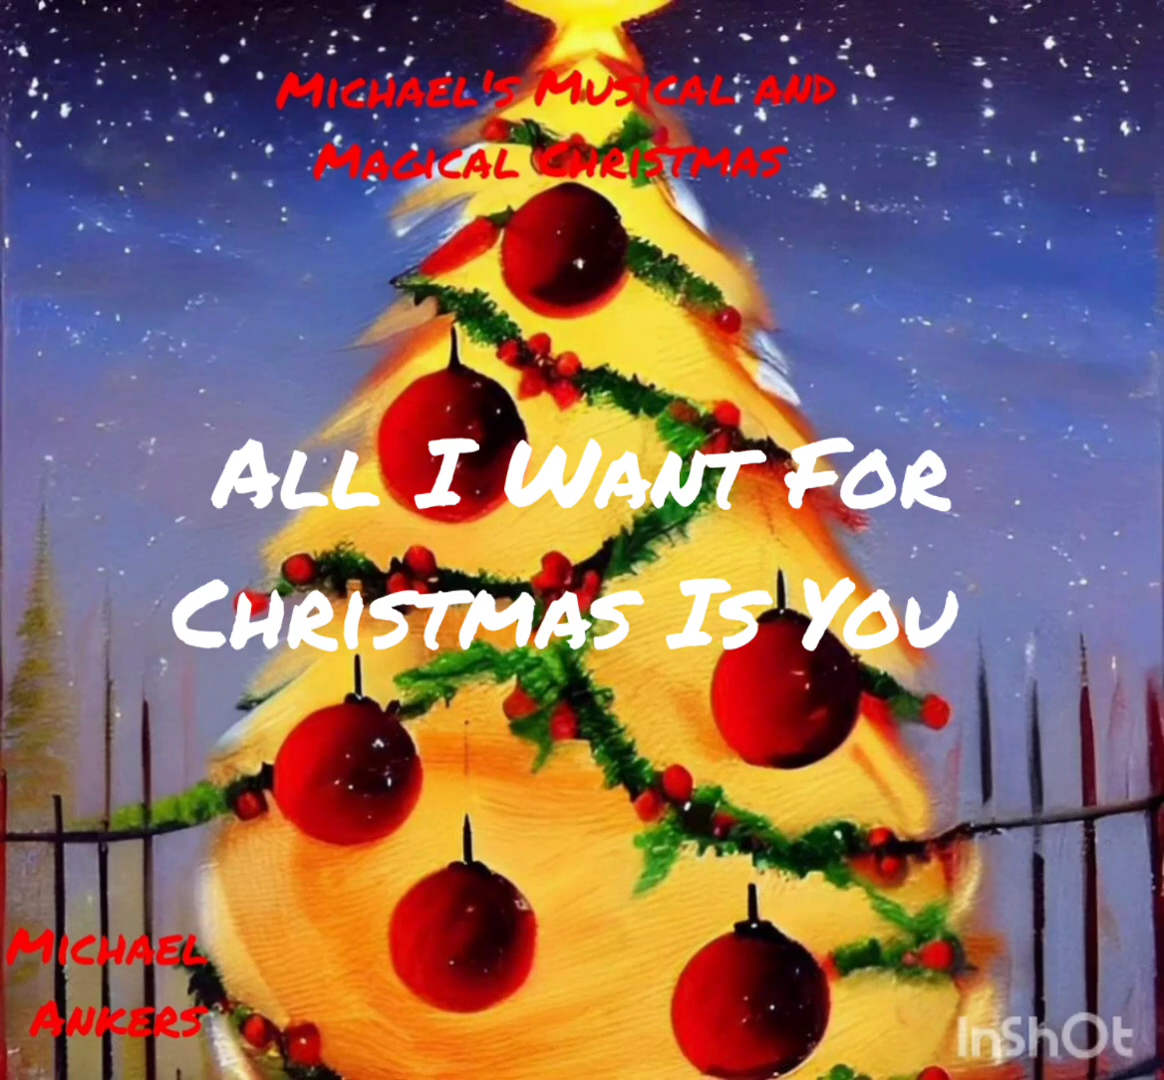 Michael's Musical and
Magical Christmas
All I Want For
Christmas Is You
Michael
Ankers
InShOt